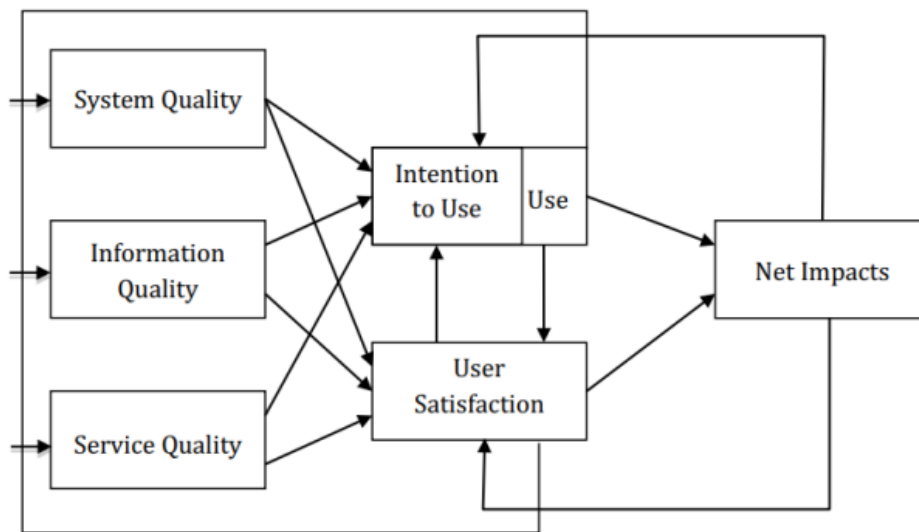 System Quality
Intention
to Use
Use
Information
Quality
Net Impacts
User
Satisfaction
Service Quality